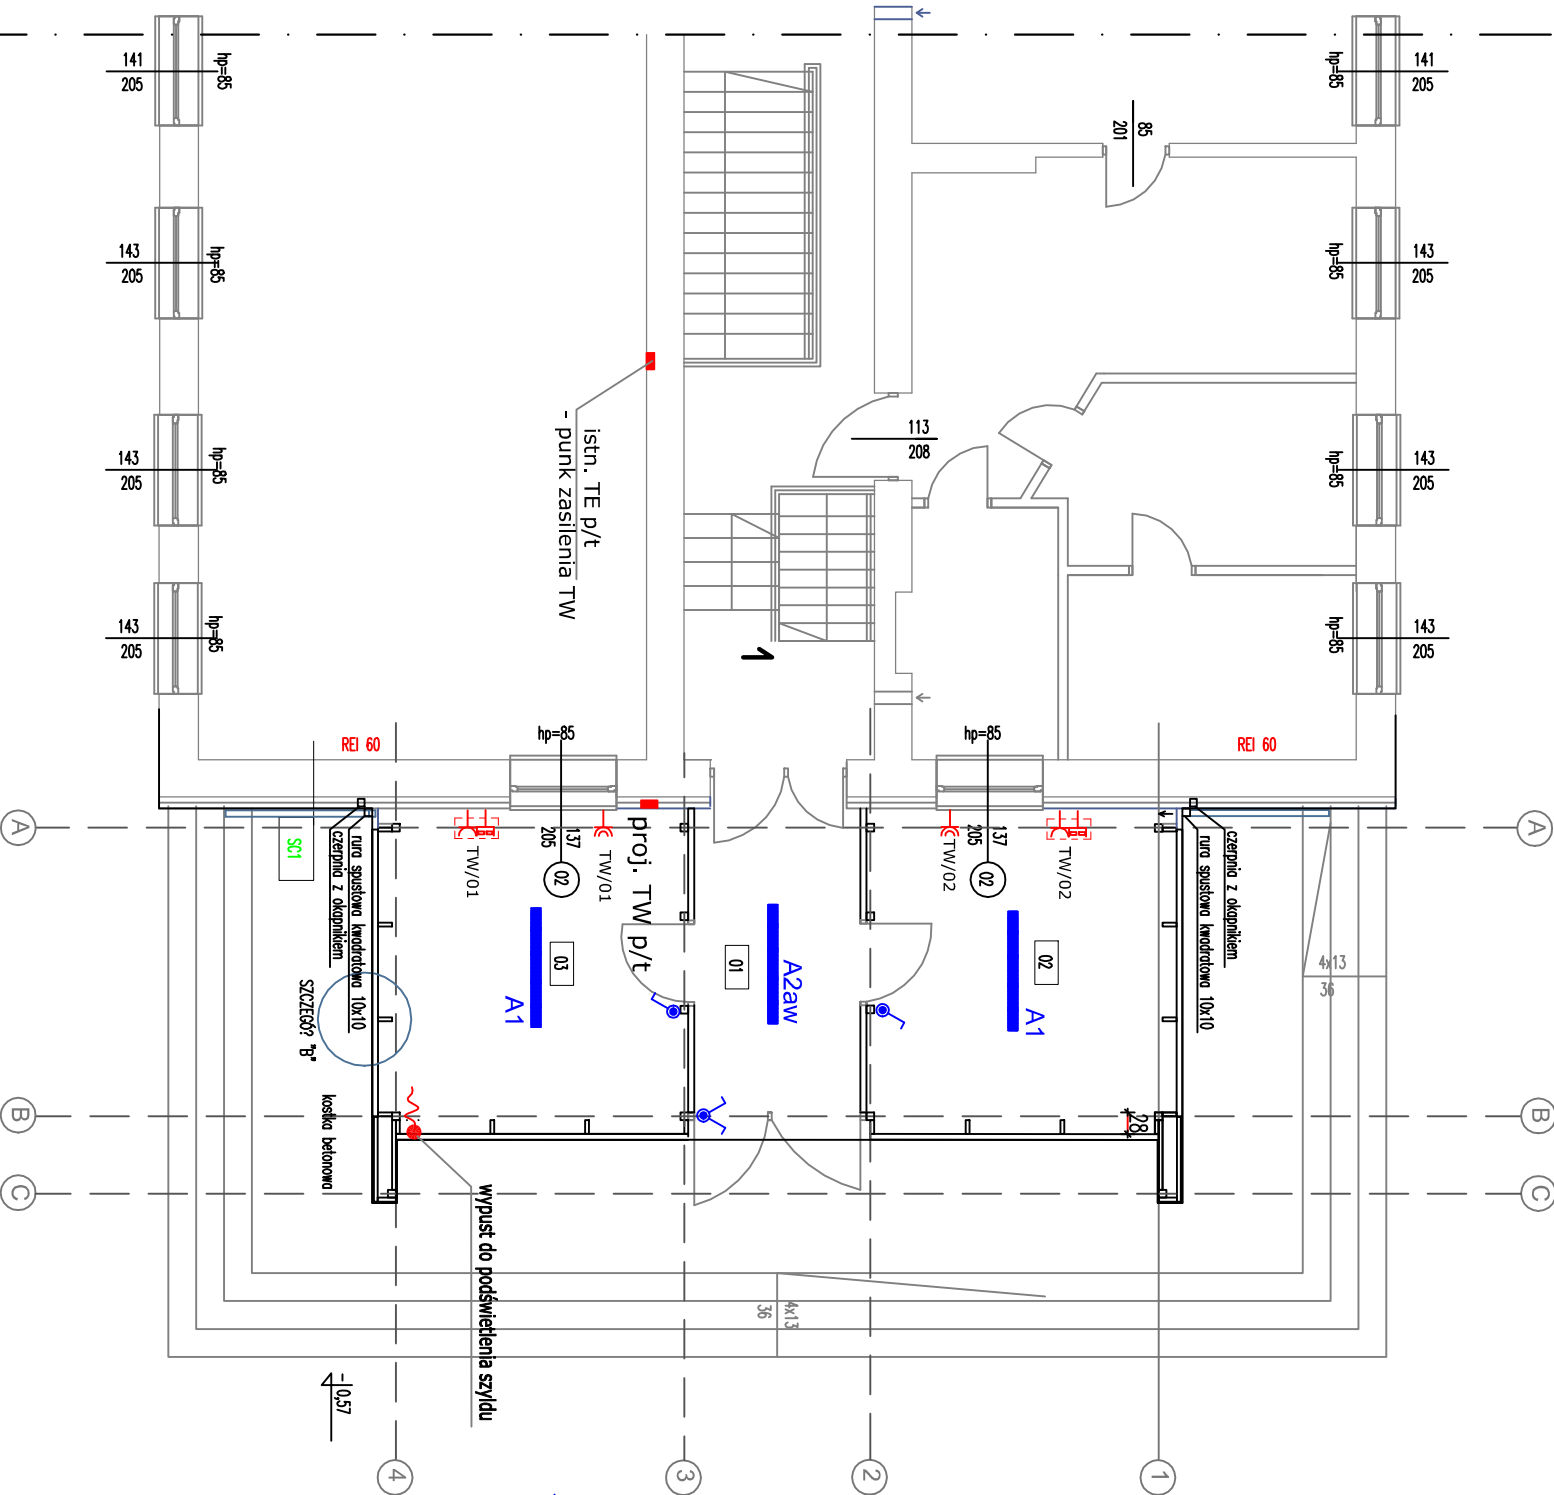 141
205
hp=85
hp=85
141
205
85
201
143
205
hp=85
hp=85
143
205
istn. TE p/t
- punk zasilenia TW
113
208
143
205
hp=85
hp=85
143
205
143
205
hp=85
hp=85
143
205
1
REI 60
hp=85
hp=85
REI 60
A
A
SC1
czerpnia z okapnikiem
rura spustowa kwadratowa 10x10
TW/01
137
205
02
TW/01
proj. TW p/t
TW/02
137
205
02
TW/02
czerpnia z okapnikiem
rura spustowa kwadratowa 10x10
03
A1
01
A2aw
02
A1
4x13
36
SZCZEGÓ? "B"
kostka betonowa
B
28
B
C
C
wypust do podświetlenia szyldu
4x13
36
-0,57
4
3
2
1